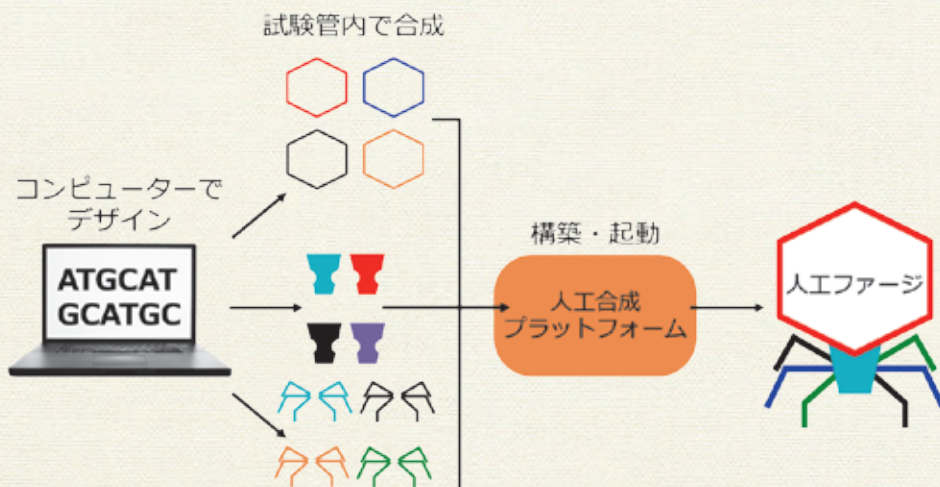 試験管内で合成
コンピューターで
デザイン
ATGCAT
GCATGC
構築・起動
人工合成
プラットフォーム
人工ファージ